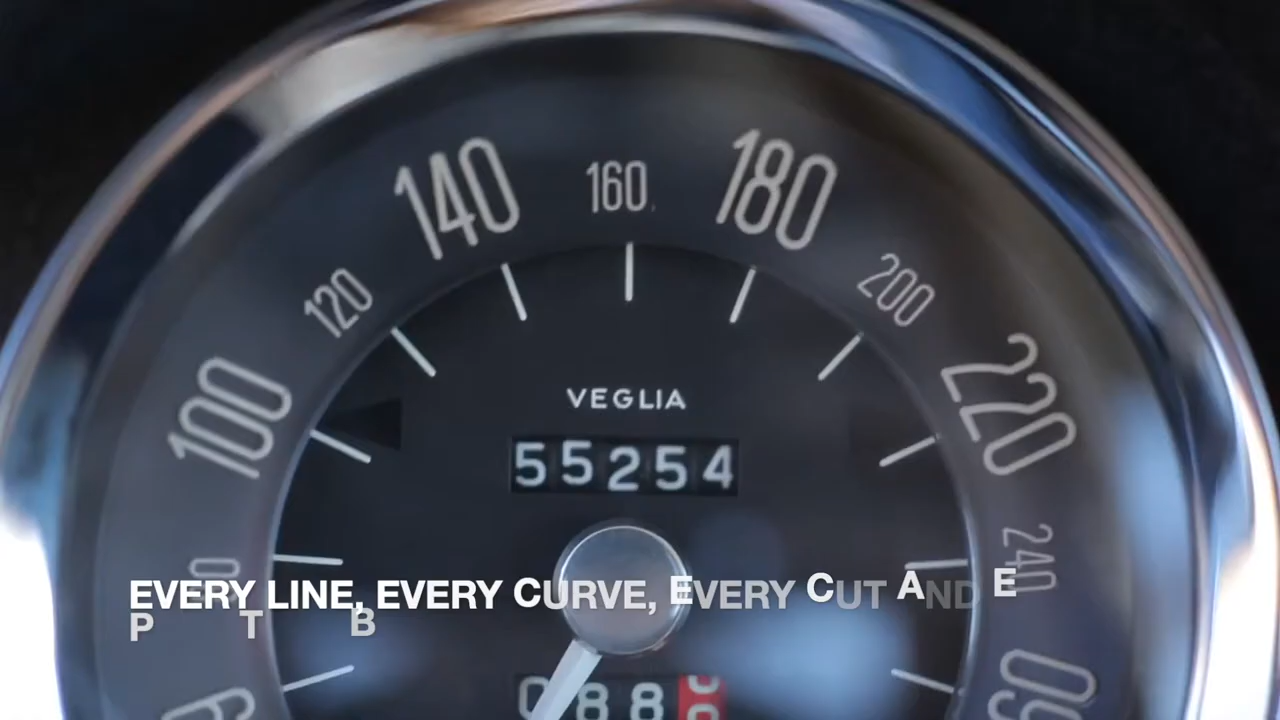 140 160 180
120 200
100 220
VEGLIA
55254
240
EVERY LINE, EVERY CURVE, EVERY CUT AND E
P T B